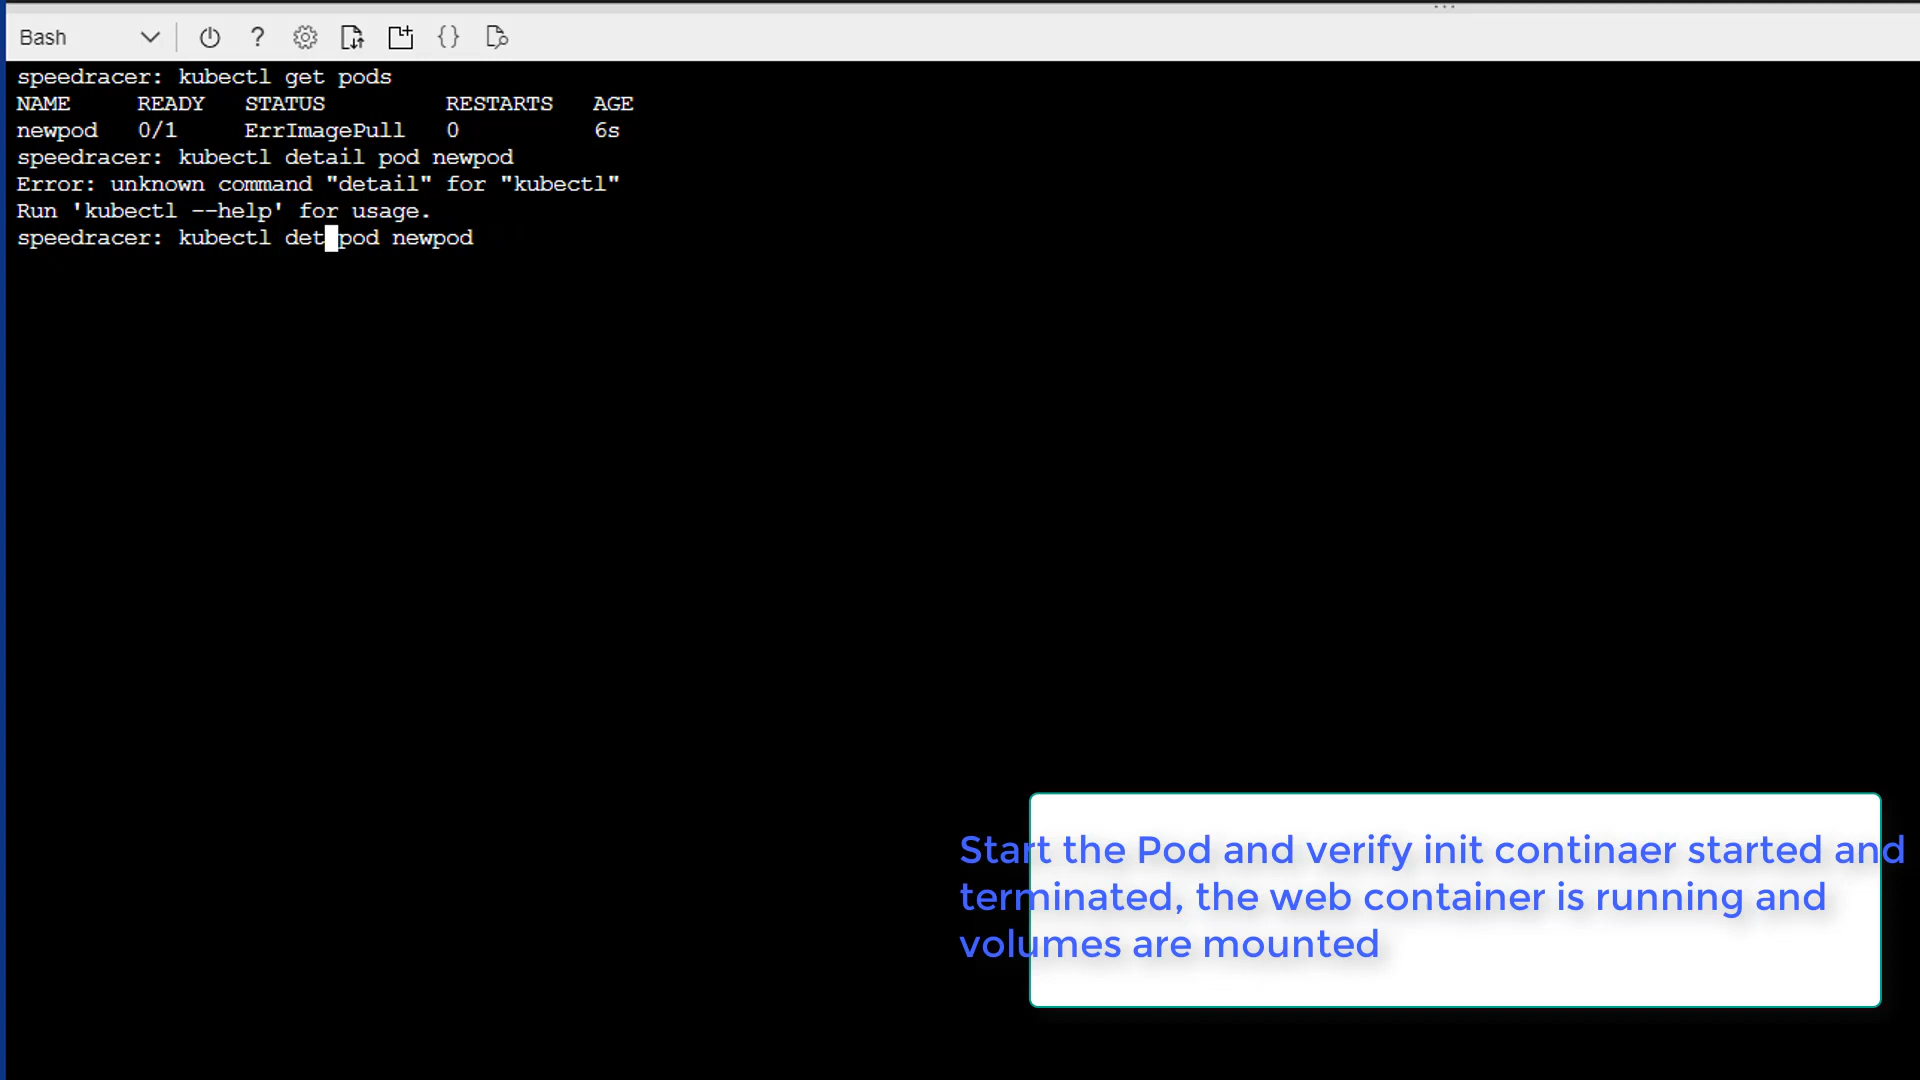 Bash
speedracer: kubectl get pods
NAME READY STATUS RESTARTS AGE
newpod 0/1 ErrImagePull 0 6s
speedracer: kubectl detail pod newpod
Error: unknown command "detail" for "kubectl"
Run 'kubectl --help' for usage.
speedracer: kubectl det pod newpod
Start the Pod and verify init continaer started and
terminated, the web container is running and
volumes are mounted